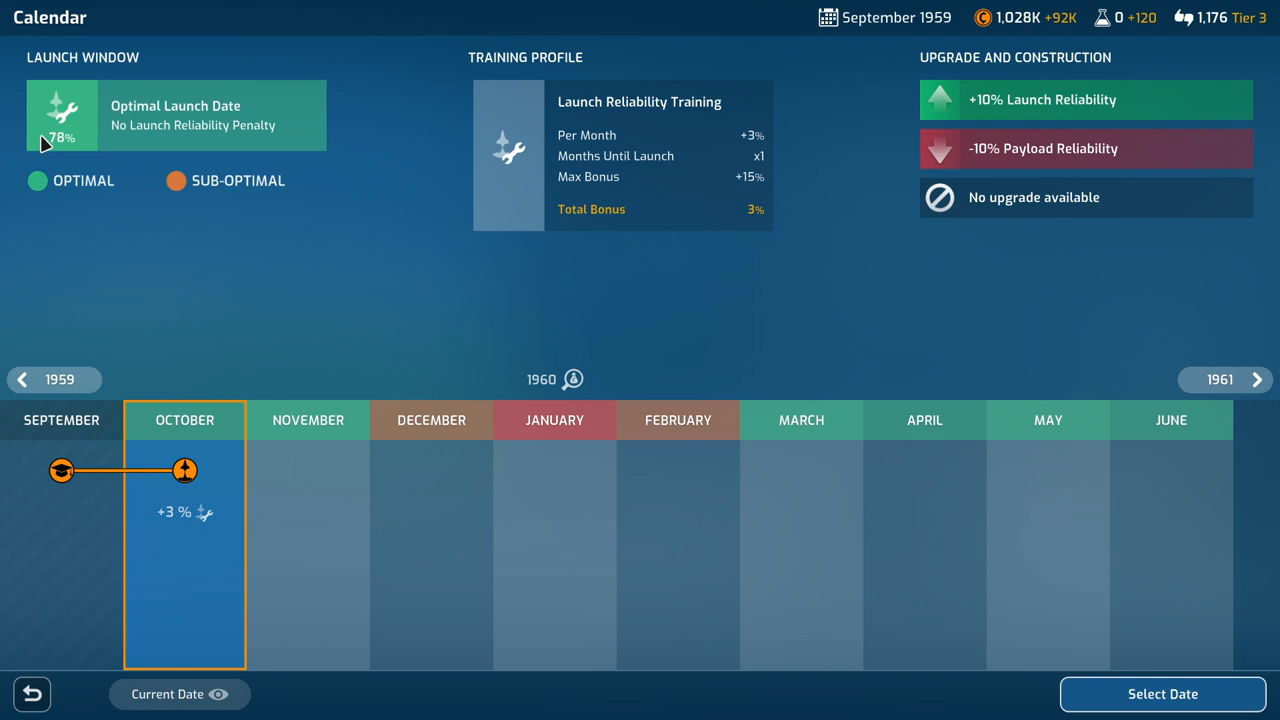 Calendar
September 1959
1,028K +92K
0 +120
1,176 Tier 3
LAUNCH WINDOW
78%
Optimal Launch Date
No Launch Reliability Penalty
OPTIMAL
SUB-OPTIMAL
TRAINING PROFILE
Launch Reliability Training
Per Month +3%
Months Until Launch x1
Max Bonus +15%
Total Bonus 3%
UPGRADE AND CONSTRUCTION
+10% Launch Reliability
-10% Payload Reliability
No upgrade available
1959
1960
1961
SEPTEMBER
OCTOBER
NOVEMBER
DECEMBER
JANUARY
FEBRUARY
MARCH
APRIL
MAY
JUNE
+3 %
Current Date
Select Date